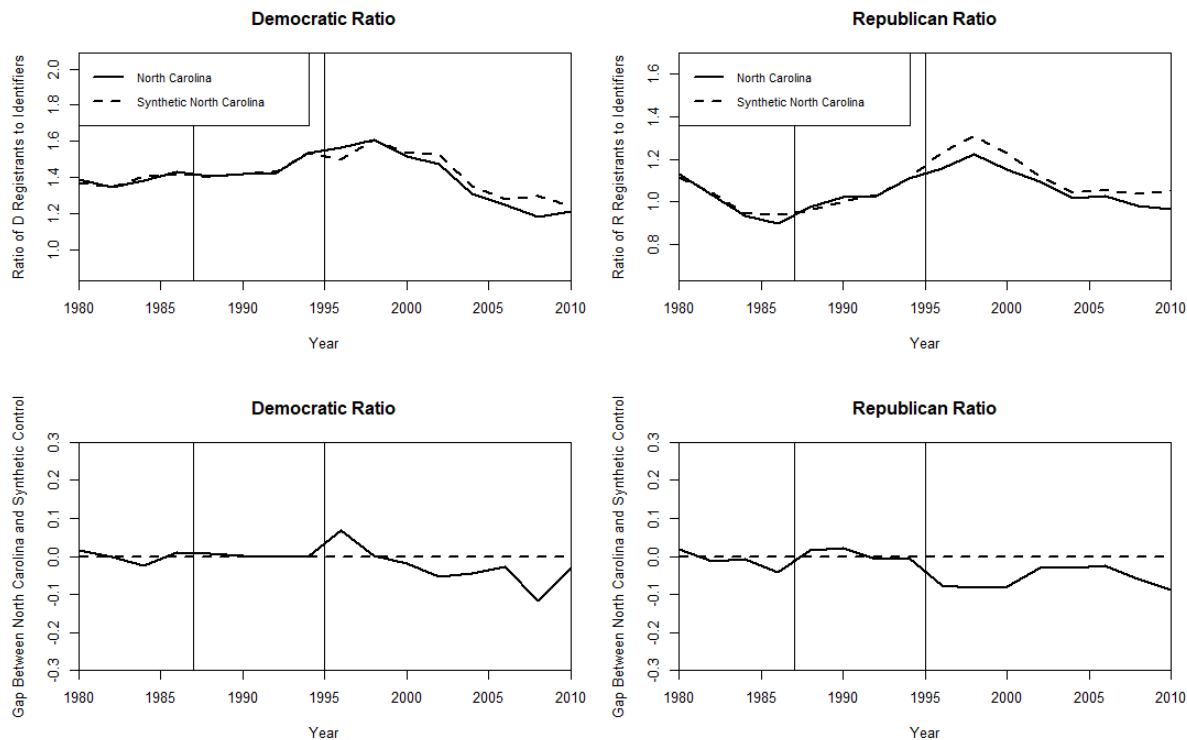 Democratic Ratio
Ratio of D Registrants to Identifiers
2.0
1.8
1.6
1.4
1.2
1.0
North Carolina
Synthetic North Carolina
1980 1985 1990 1995 2000 2005 2010
Year
Republican Ratio
Ratio of R Registrants to Identifiers
1.6
1.4
1.2
1.0
0.8
North Carolina
Synthetic North Carolina
1980 1985 1990 1995 2000 2005 2010
Year
Democratic Ratio
Gap Between North Carolina and Synthetic Control
0.3
0.2
0.1
0.0
-0.1
-0.2
-0.3
1980 1985 1990 1995 2000 2005 2010
Year
Republican Ratio
Gap Between North Carolina and Synthetic Control
0.3
0.2
0.1
0.0
-0.1
-0.2
-0.3
1980 1985 1990 1995 2000 2005 2010
Year